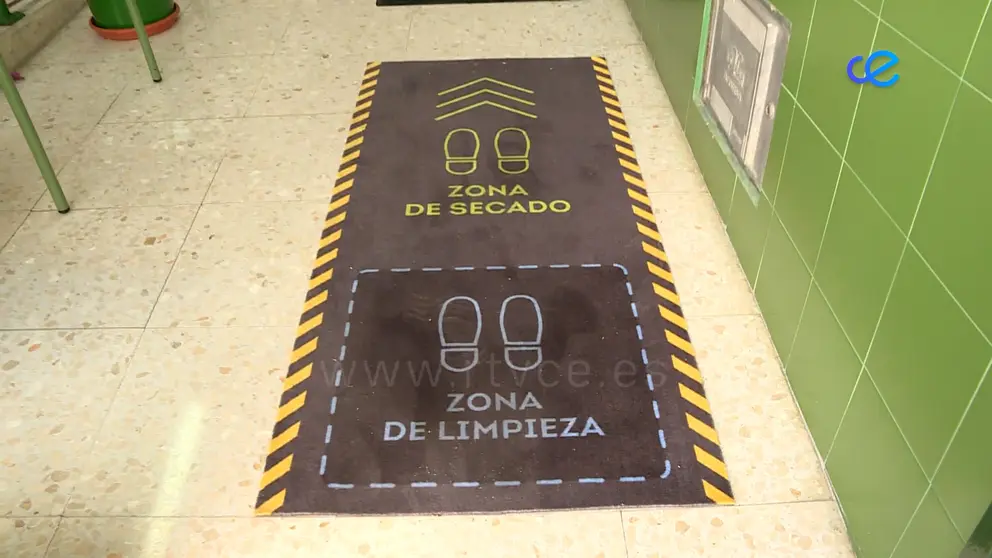 ce
ZONA
DE SECADO
www.rtvce.es
ZONA
DE LIMPIEZA